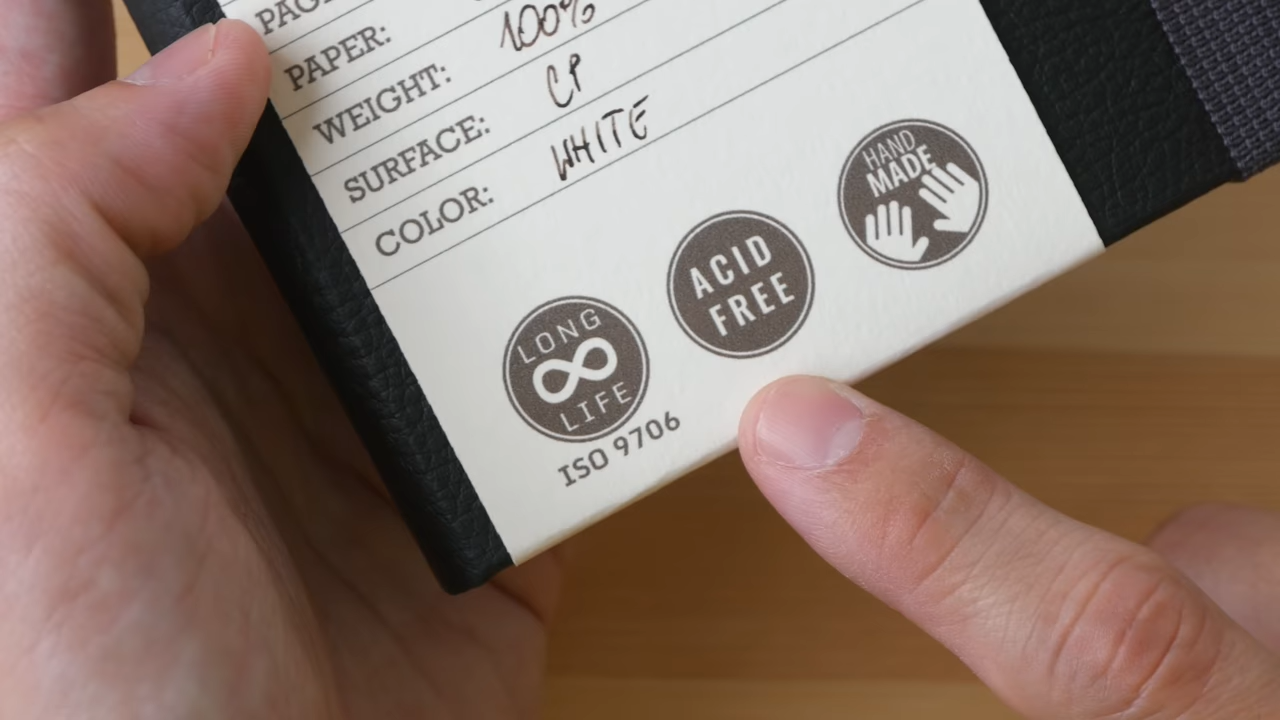 PAPER:
WEIGHT: 100%
SURFACE: CP
COLOR: WHITE
HAND
MADE
ACID
FREE
LONG
LIFE
ISO 9706